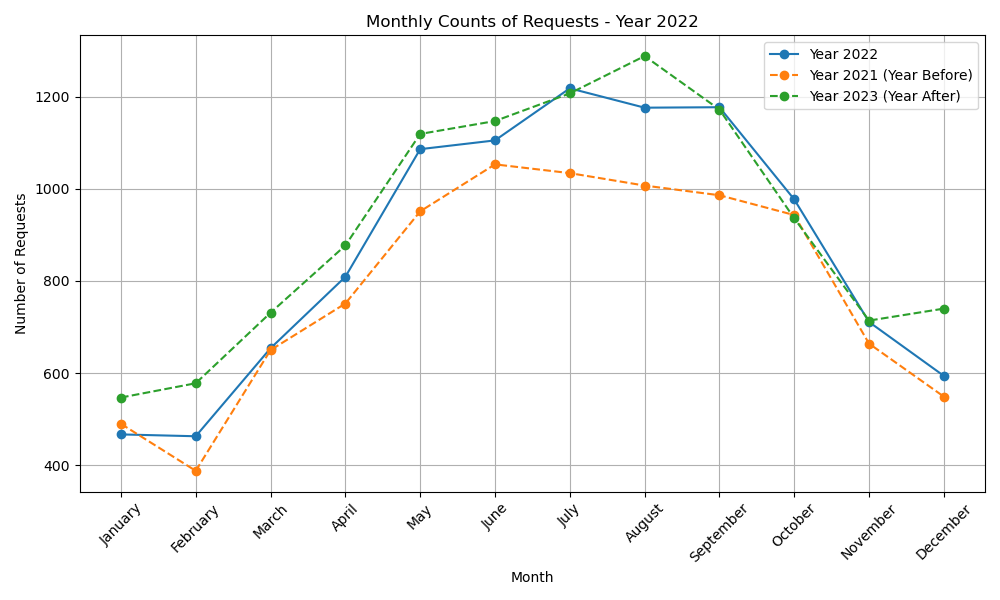 Monthly Counts of Requests - Year 2022
Year 2022
Year 2021 (Year Before)
Year 2023 (Year After)
Number of Requests
1200
1000
800
600
400
January
February
March
April
May
June
July
August
September
October
November
December
Month